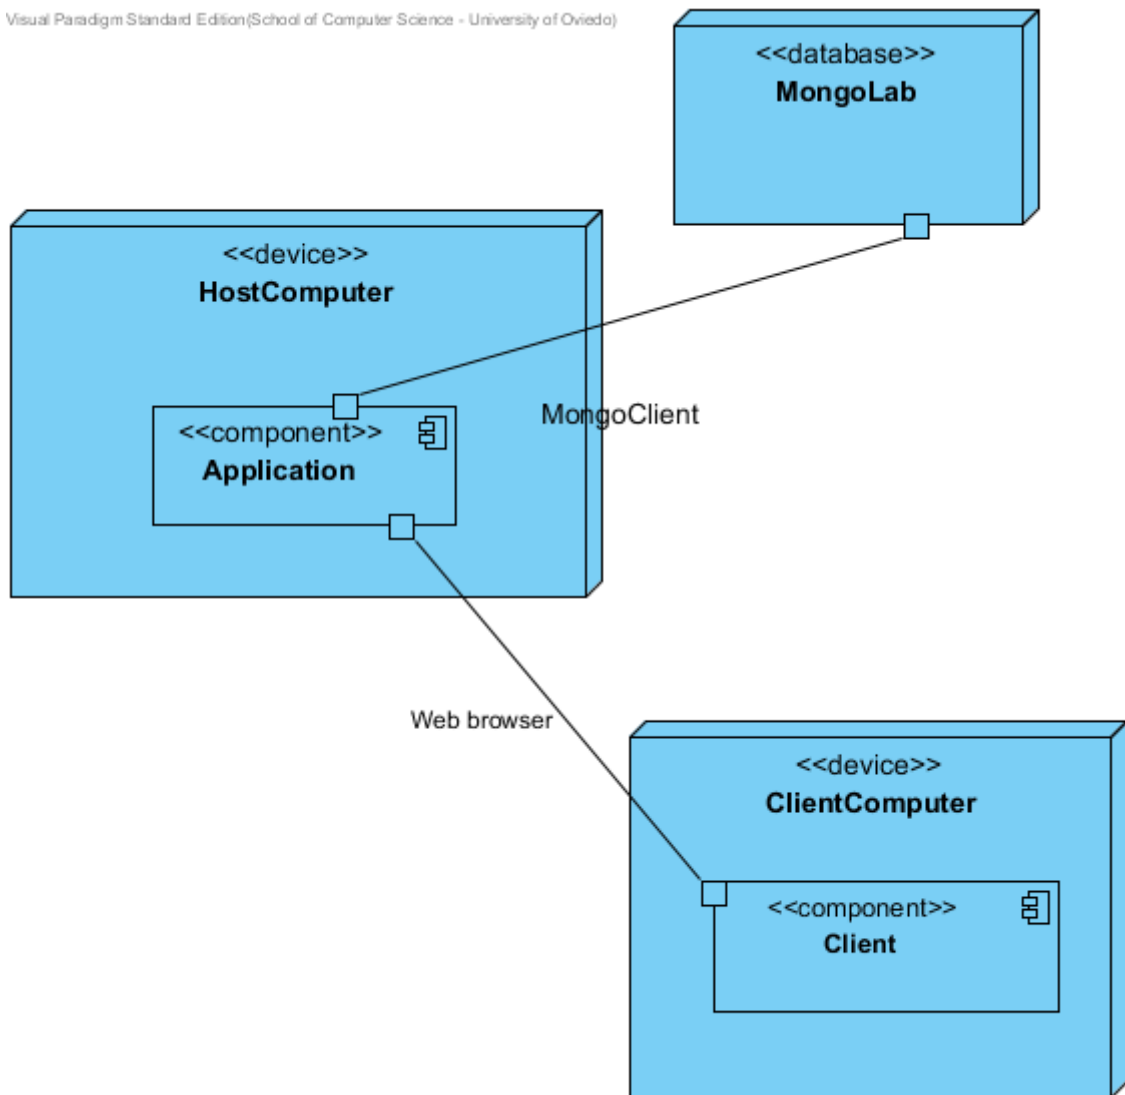 Visual Paradigm Standard Edition(School of Computer Science - University of Oviedo)
<<database>>
MongoLab
<<device>>
HostComputer
MongoClient
<<component>>
Application
Web browser
<<device>>
ClientComputer
<<component>>
Client